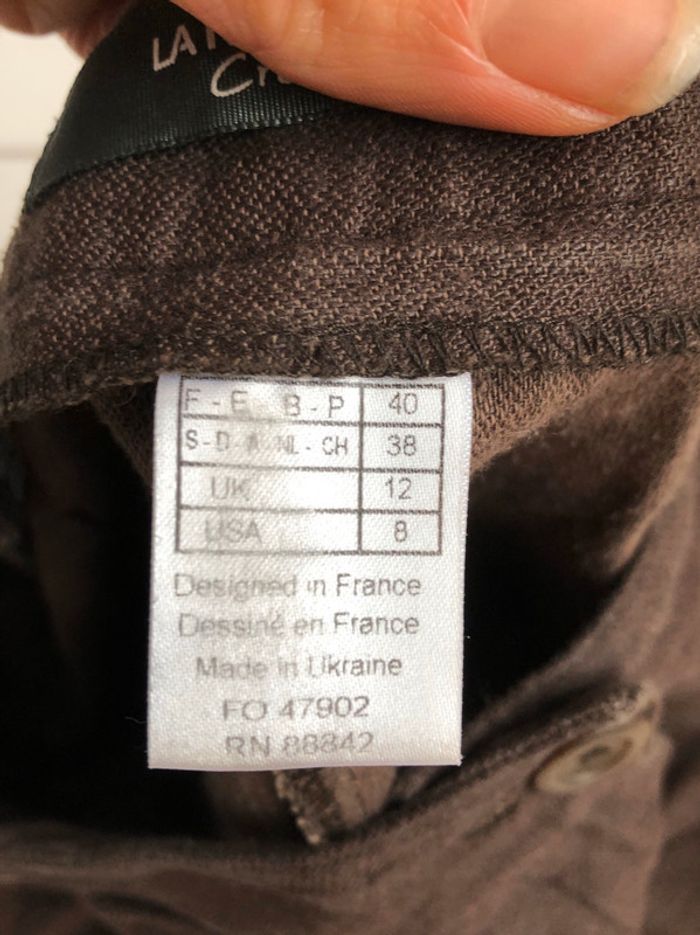 LA
F - E B - P 40
S - D A NL - CH 38
UK 12
USA 8
Designed in France
Dessiné en France
Made in Ukraine
FO 47902
RN 88842